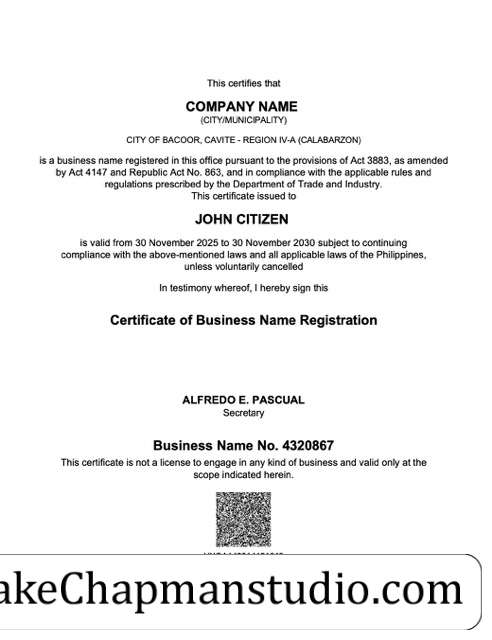 This certifies that
COMPANY NAME
(CITY/MUNICIPALITY)
CITY OF BACOOR, CAVITE - REGION IV-A (CALABARZON)
is a business name registered in this office pursuant to the provisions of Act 3883, as amended
by Act 4147 and Republic Act No. 863, and in compliance with the applicable rules and
regulations prescribed by the Department of Trade and Industry.
This certificate issued to
JOHN CITIZEN
is valid from 30 November 2025 to 30 November 2030 subject to continuing
compliance with the above-mentioned laws and all applicable laws of the Philippines,
unless voluntarily cancelled
In testimony whereof, I hereby sign this
Certificate of Business Name Registration
ALFREDO E. PASCUAL
Secretary
Business Name No. 4320867
This certificate is not a license to engage in any kind of business and valid only at the
scope indicated herein.
akeChapmanstudio.com